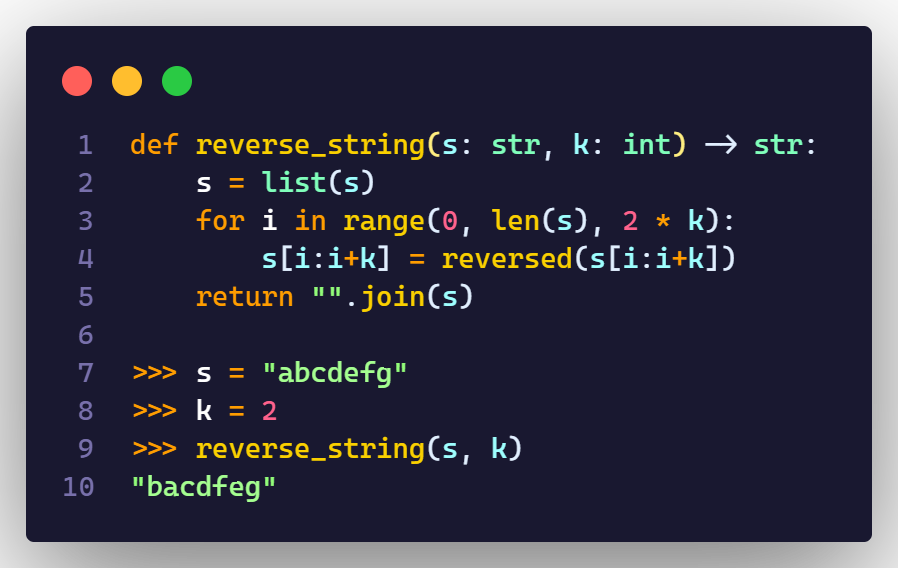 1 def reverse_string(s: str, k: int) -> str:
2     s = list(s)
3     for i in range(0, len(s), 2 * k):
4         s[i:i+k] = reversed(s[i:i+k])
5     return "".join(s)
6
7 >>> s = "abcdefg"
8 >>> k = 2
9 >>> reverse_string(s, k)
10 "bacdfeg"